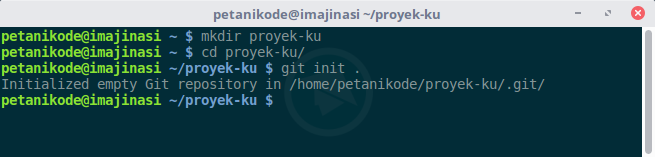 petanikode@imajinasi ~/proyek-ku
petanikode@imajinasi ~ $ mkdir proyek-ku
petanikode@imajinasi ~ $ cd proyek-ku/
petanikode@imajinasi ~/proyek-ku $ git init .
Initialized empty Git repository in /home/petanikode/proyek-ku/.git/
petanikode@imajinasi ~/proyek-ku $